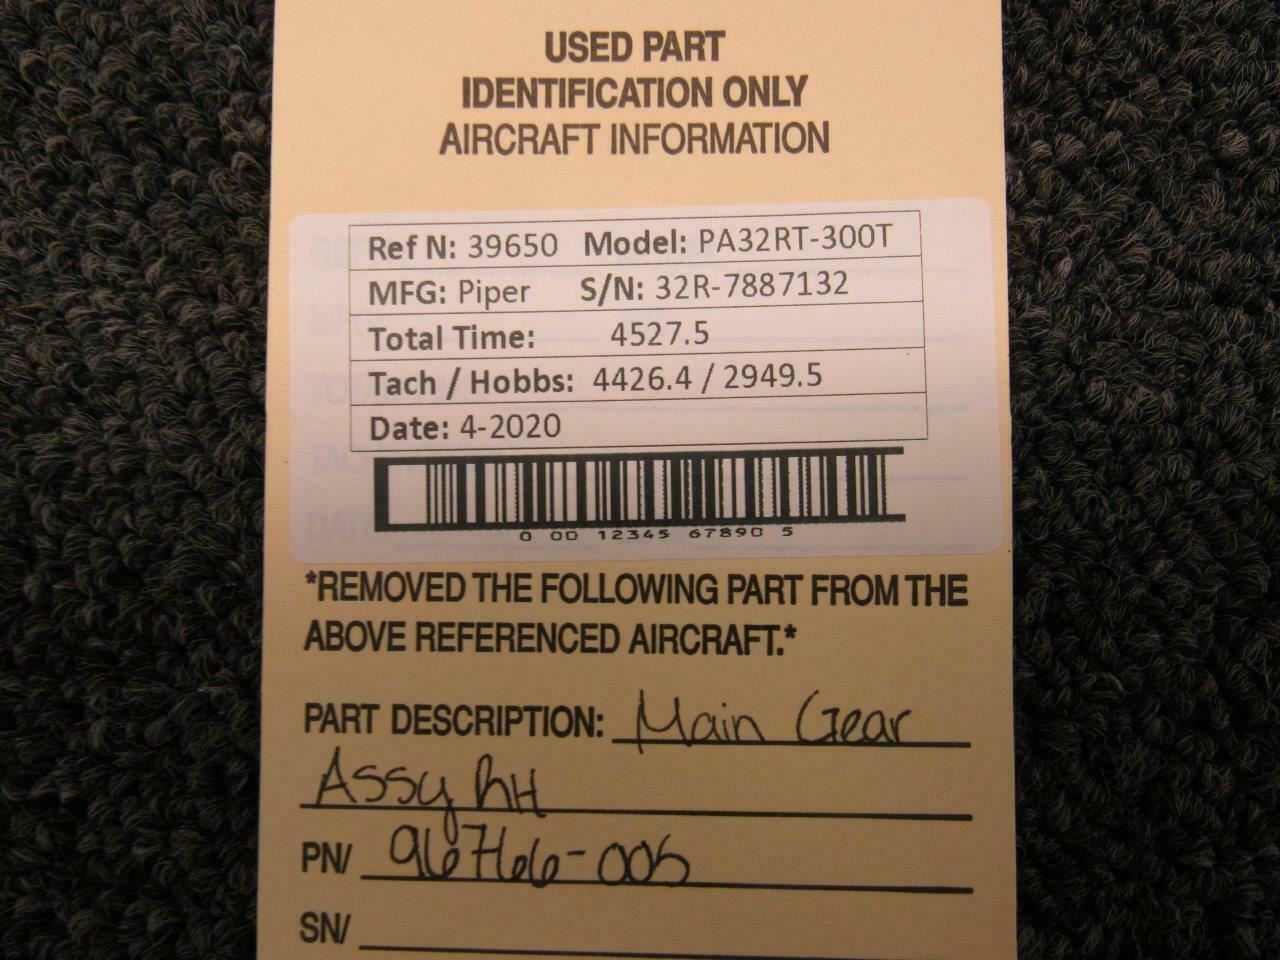 USED PART
IDENTIFICATION ONLY
AIRCRAFT INFORMATION
Ref N: 39650 Model: PA32RT-300T
MFG: Piper S/N: 32R-7887132
Total Time: 4527.5
Tach / Hobbs: 4426.4 / 2949.5
Date: 4-2020
0 00 12345 67890 5
*REMOVED THE FOLLOWING PART FROM THE
ABOVE REFERENCED AIRCRAFT.*
PART DESCRIPTION: Main Gear
Assy RH
PN/ 96766-005
SN/